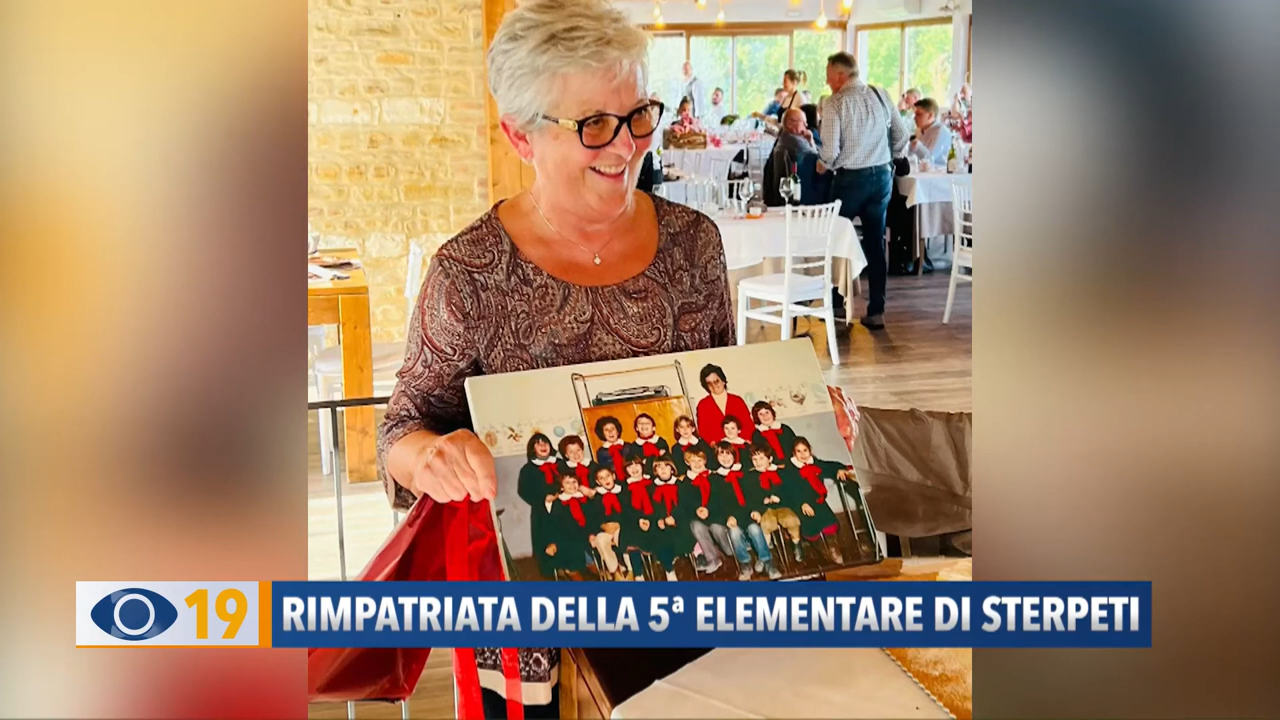 19 RIMPATRIATA DELLA 5ª ELEMENTARE DI STERPETI